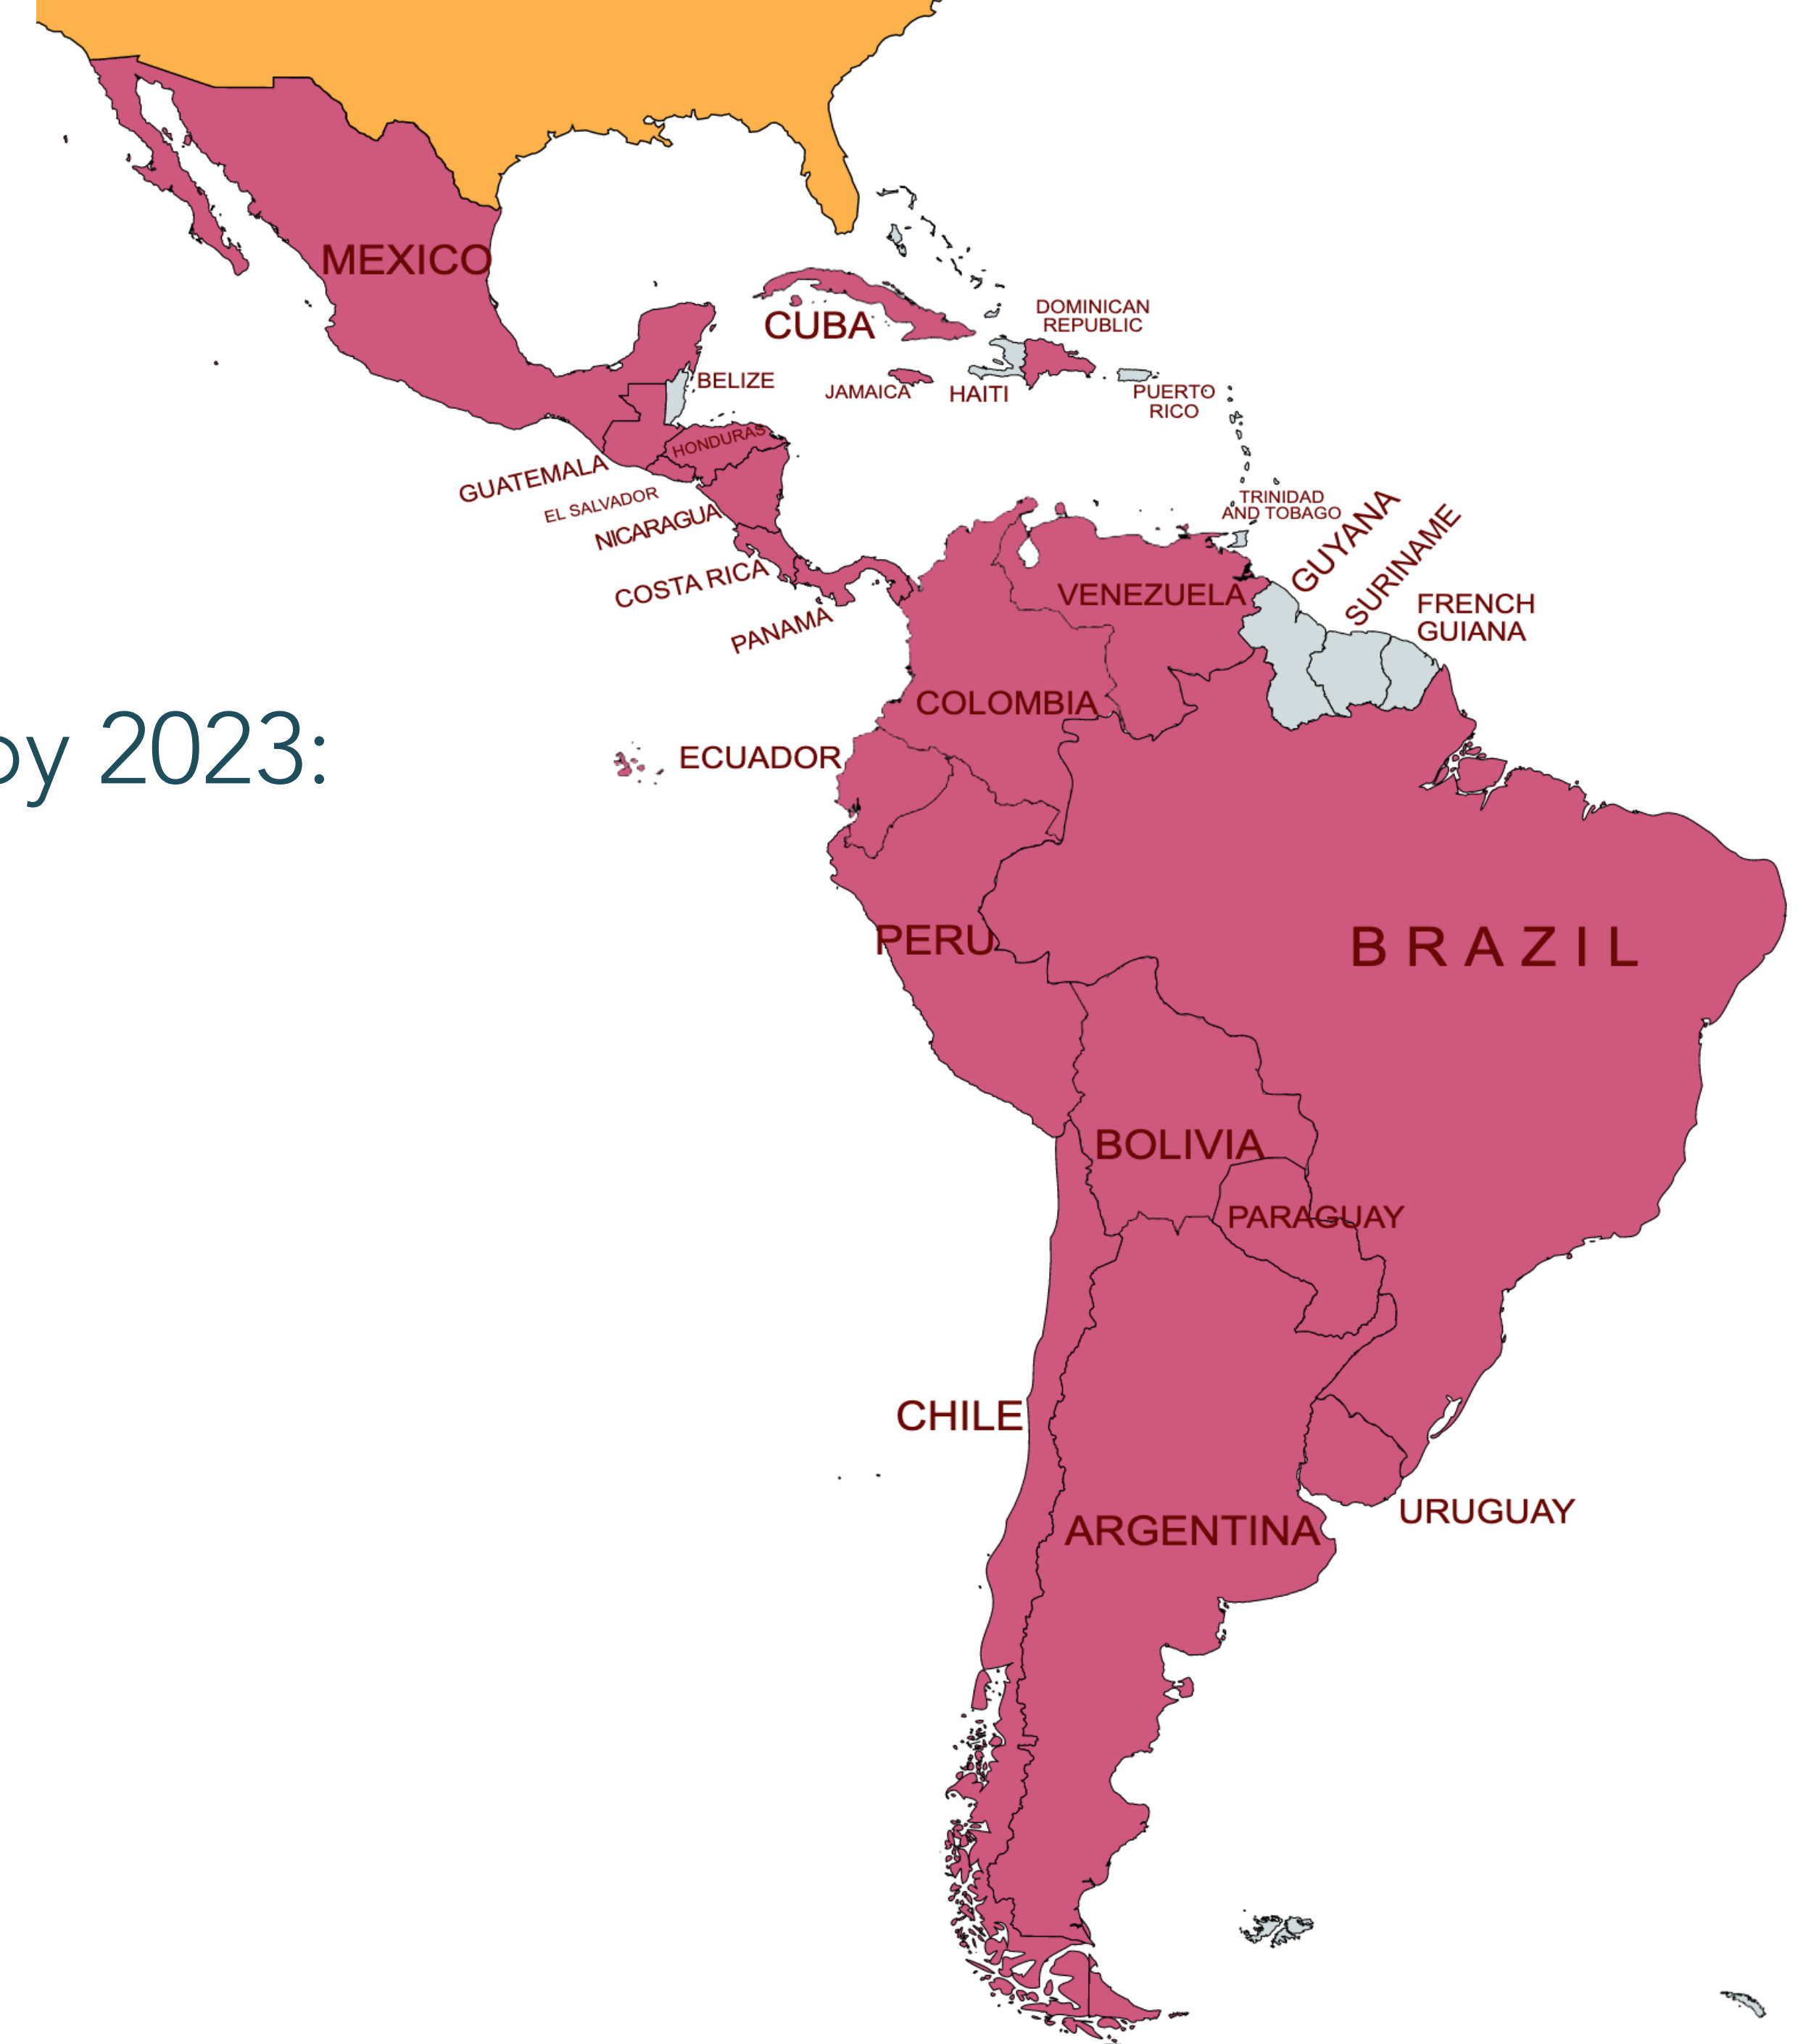 MEXICO
CUBA
DOMINICAN
REPUBLIC
BELIZE
JAMAICA
HAITI
PUERTO
RICO
HONDURAS
GUATEMALA
EL SALVADOR
NICARAGUA
COSTA RICA
PANAMA
TRINIDAD
AND TOBAGO
GUYANA
SURINAME
FRENCH
GUIANA
VENEZUELA
COLOMBIA
by 2023:
ECUADOR
PERU
BRAZIL
BOLIVIA
PARAGUAY
CHILE
URUGUAY
ARGENTINA